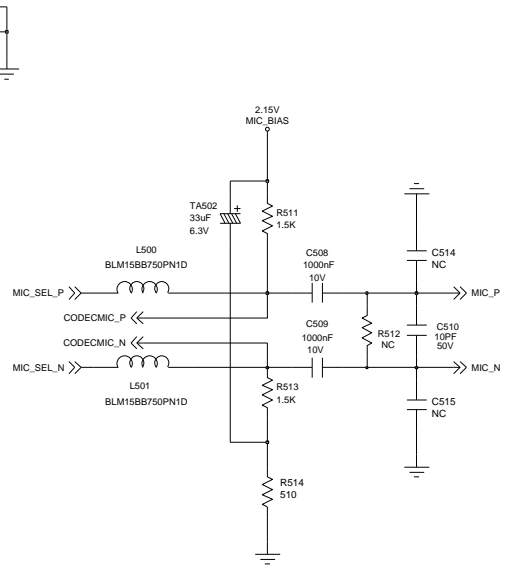 2.15V
MIC_BIAS
TA502
33uF
6.3V
+
R511
1.5K
L500
BLM15BB750PN1D
C508
1000nF
10V
C514
NC
MIC_SEL_P
MIC_P
CODECMIC_P
CODECMIC_N
C509
1000nF
10V
R512
NC
C510
10PF
50V
MIC_SEL_N
MIC_N
L501
BLM15BB750PN1D
R513
1.5K
C515
NC
R514
510